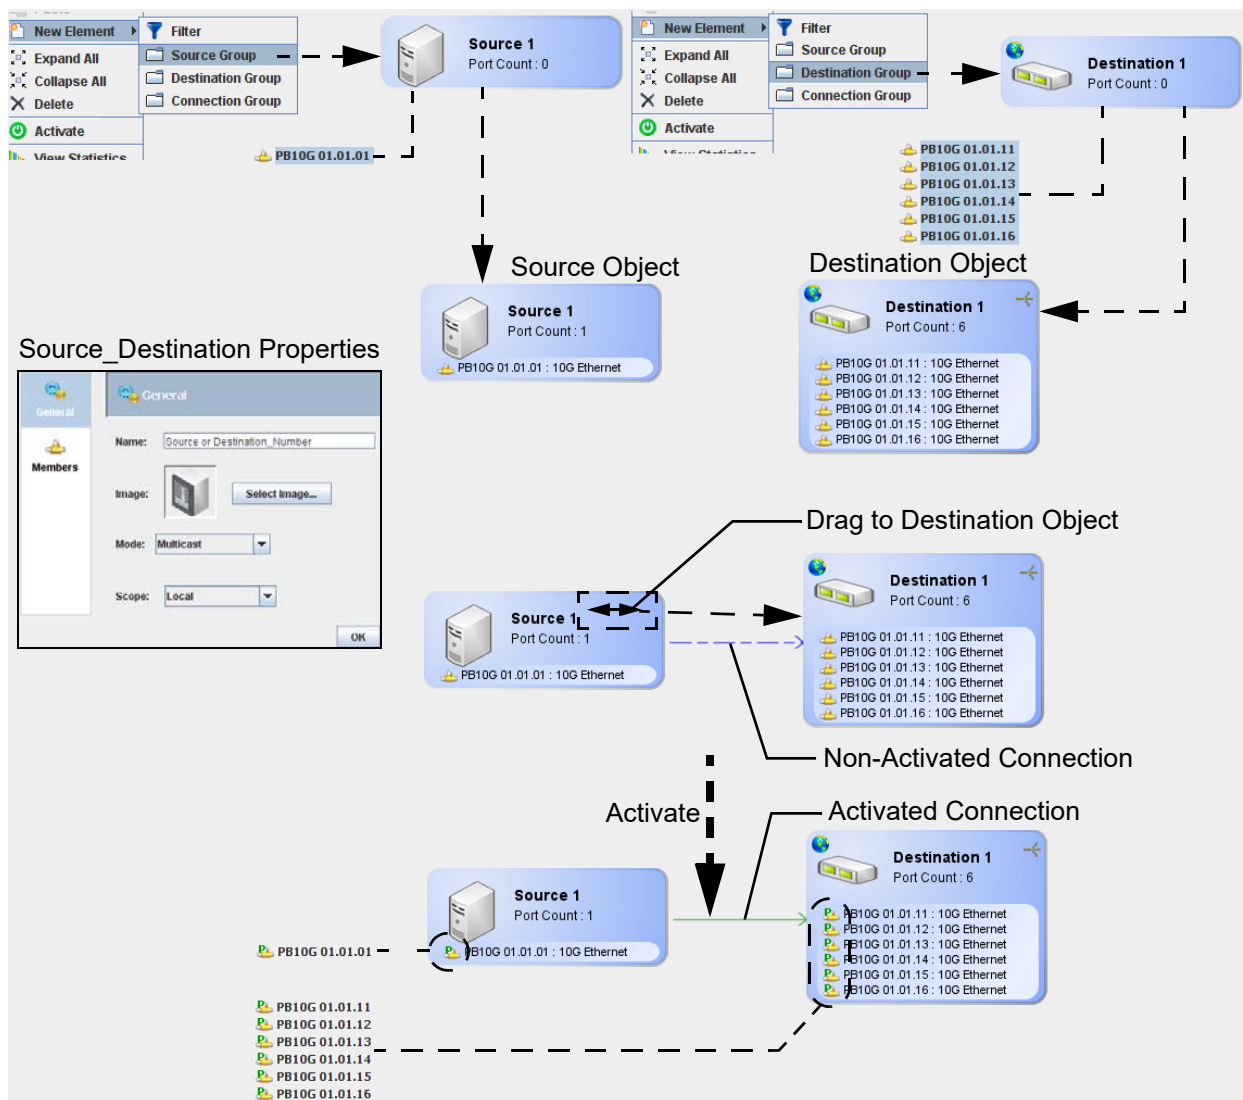 New Element
Filter
Expand All
Source Group
Collapse All
Destination Group
Delete
Connection Group
Activate
View Statistics
PB10G 01.01.01
Source 1
Port Count : 0
New Element
Filter
Expand All
Source Group
Collapse All
Destination Group
Delete
Connection Group
Activate
Destination 1
Port Count : 0
PB10G 01.01.11
PB10G 01.01.12
PB10G 01.01.13
PB10G 01.01.14
PB10G 01.01.15
PB10G 01.01.16
Source Object
Source 1
Port Count : 1
PB10G 01.01.01 : 10G Ethernet
Destination Object
Destination 1
Port Count : 6
PB10G 01.01.11 : 10G Ethernet
PB10G 01.01.12 : 10G Ethernet
PB10G 01.01.13 : 10G Ethernet
PB10G 01.01.14 : 10G Ethernet
PB10G 01.01.15 : 10G Ethernet
PB10G 01.01.16 : 10G Ethernet
Source_Destination Properties
General
General
Members
Name: Source or Destination_Number
Image: Select Image...
Mode: Multicast
Scope: Local
OK
Drag to Destination Object
Source 1
Port Count : 1
PB10G 01.01.01 : 10G Ethernet
Destination 1
Port Count : 6
PB10G 01.01.11 : 10G Ethernet
PB10G 01.01.12 : 10G Ethernet
PB10G 01.01.13 : 10G Ethernet
PB10G 01.01.14 : 10G Ethernet
PB10G 01.01.15 : 10G Ethernet
PB10G 01.01.16 : 10G Ethernet
Non-Activated Connection
Activate
Activated Connection
Source 1
Port Count : 1
PB10G 01.01.01 : 10G Ethernet
Destination 1
Port Count : 6
PB10G 01.01.11 : 10G Ethernet
PB10G 01.01.12 : 10G Ethernet
PB10G 01.01.13 : 10G Ethernet
PB10G 01.01.14 : 10G Ethernet
PB10G 01.01.15 : 10G Ethernet
PB10G 01.01.16 : 10G Ethernet
PB10G 01.01.01
PB10G 01.01.11
PB10G 01.01.12
PB10G 01.01.13
PB10G 01.01.14
PB10G 01.01.15
PB10G 01.01.16